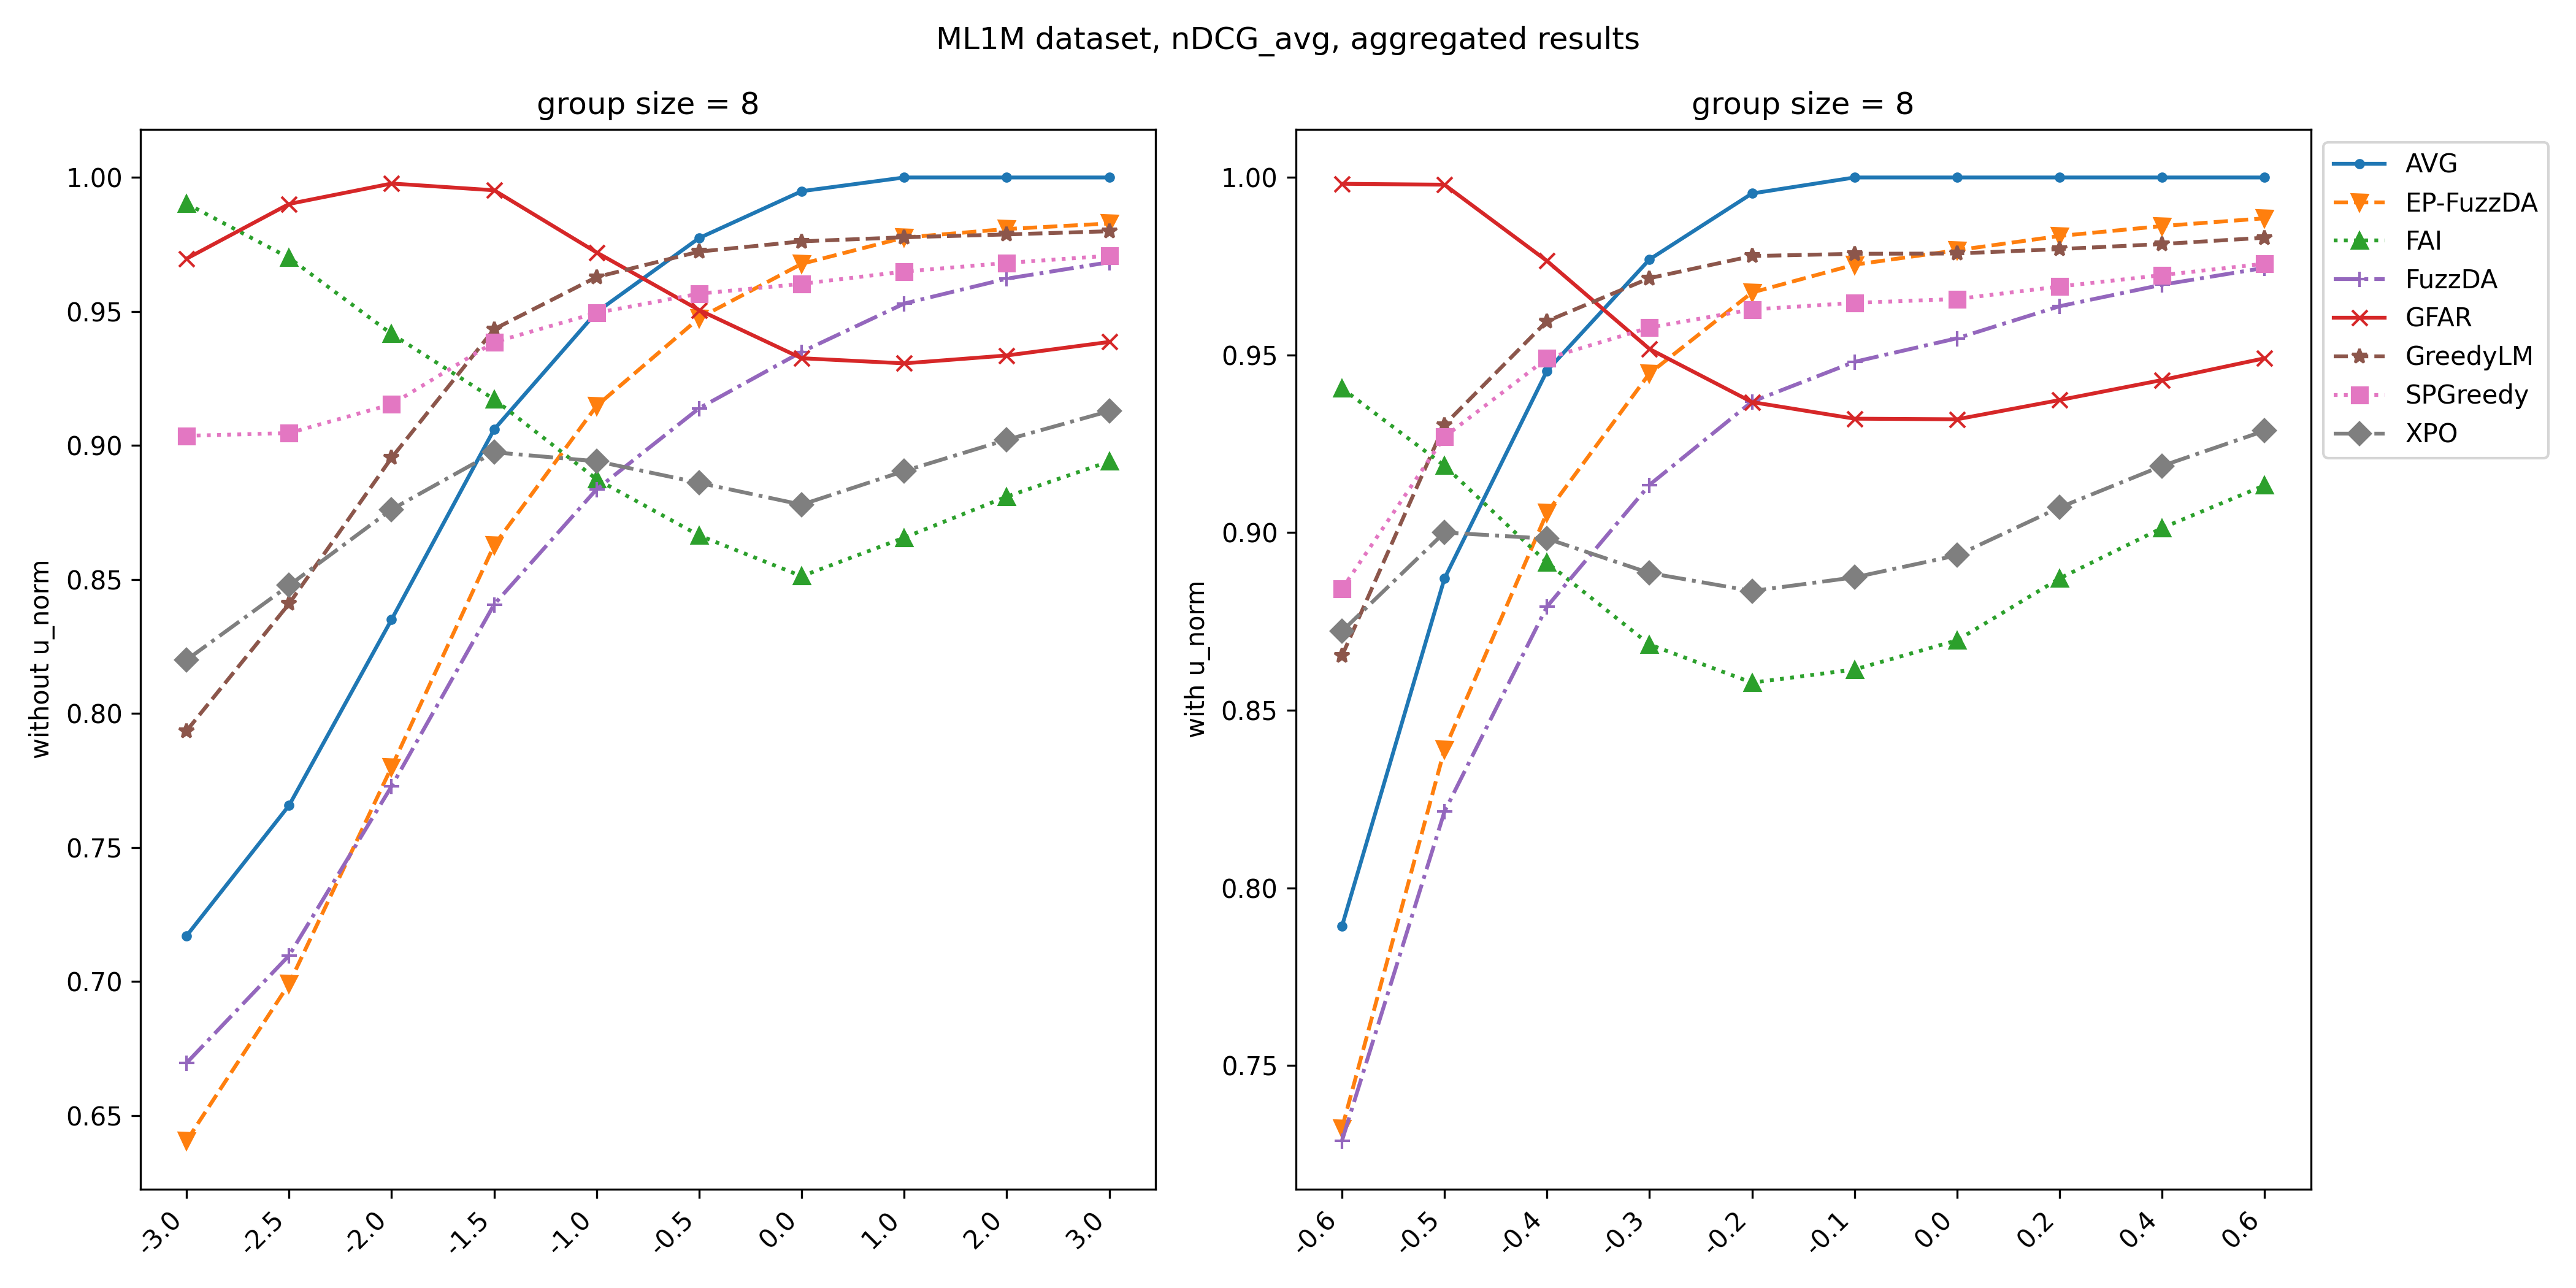 ML1M dataset, nDCG_avg, aggregated results
group size = 8
without u_norm
1.00
0.95
0.90
0.85
0.80
0.75
0.70
0.65
-3.0
-2.5
-2.0
-1.5
-1.0
-0.5
0.0
1.0
2.0
3.0
group size = 8
with u_norm
1.00
0.95
0.90
0.85
0.80
0.75
-0.6
-0.5
-0.4
-0.3
-0.2
-0.1
0.0
0.2
0.4
0.6
AVG
EP-FuzzDA
FAI
FuzzDA
GFAR
GreedyLM
SPGreedy
XPO